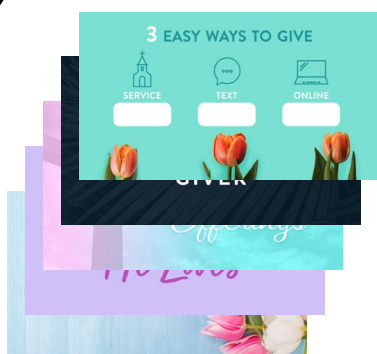 3 EASY WAYS TO GIVE
SERVICE TEXT ONLINE
GIVER
Offerings
He Lives